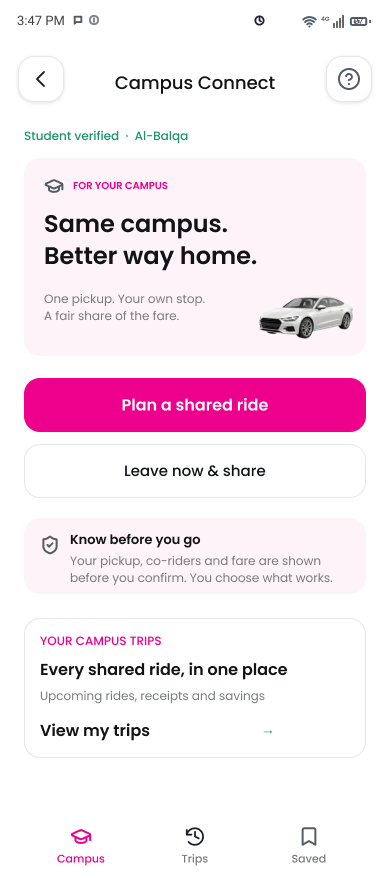 3:47 PM
4G
Campus Connect
Student verified · Al-Balqa
FOR YOUR CAMPUS
Same campus.
Better way home.
One pickup. Your own stop.
A fair share of the fare.
Plan a shared ride
Leave now & share
Know before you go
Your pickup, co-riders and fare are shown
before you confirm. You choose what works.
YOUR CAMPUS TRIPS
Every shared ride, in one place
Upcoming rides, receipts and savings
View my trips →
Campus Trips Saved